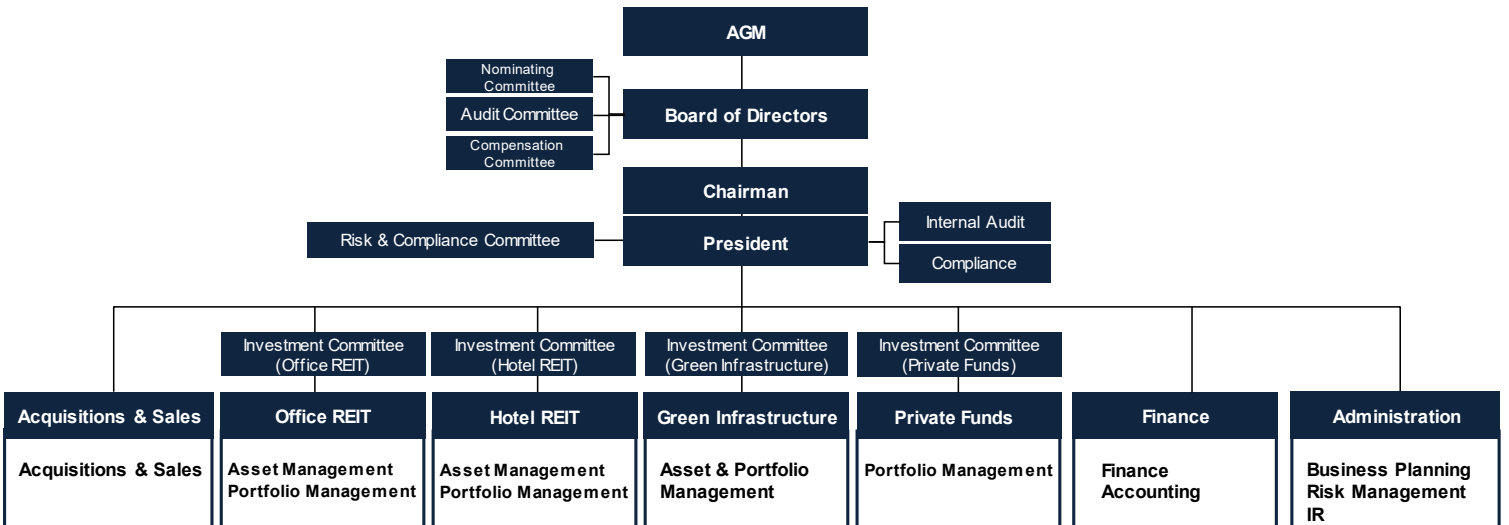 AGM
Nominating
Committee
Audit Committee
Board of Directors
Compensation
Committee
Chairman
Risk & Compliance Committee
President
Internal Audit
Compliance
Investment Committee
(Office REIT)
Investment Committee
(Hotel REIT)
Investment Committee
(Green Infrastructure)
Investment Committee
(Private Funds)
Acquisitions & Sales
Office REIT
Hotel REIT
Green Infrastructure
Private Funds
Finance
Administration
Acquisitions & Sales
Asset Management
Portfolio Management
Asset Management
Portfolio Management
Asset & Portfolio
Management
Portfolio Management
Finance
Accounting
Business Planning
Risk Management
IR